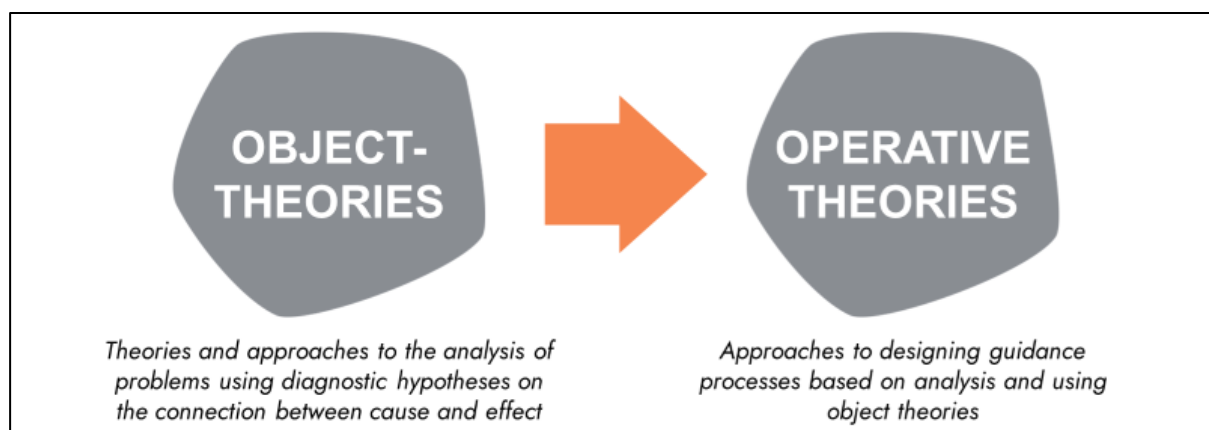 OBJECT-
THEORIES
OPERATIVE
THEORIES
Theories and approaches to the analysis of
problems using diagnostic hypotheses on
the connection between cause and effect
Approaches to designing guidance
processes based on analysis and using
object theories